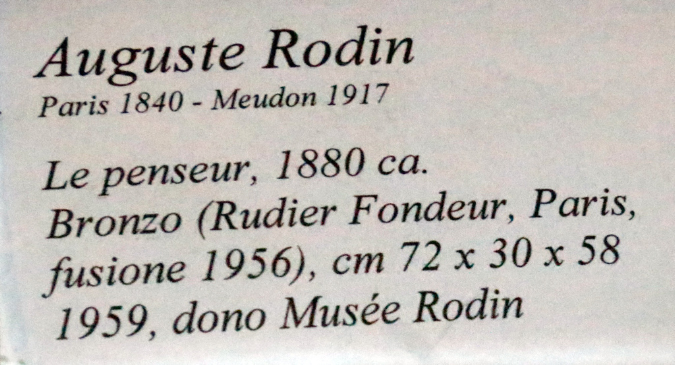 Auguste Rodin
Paris 1840 - Meudon 1917
Le penseur, 1880 ca.
Bronzo (Rudier Fondeur, Paris,
fusione 1956), cm 72 x 30 x 58
1959, dono Musée Rodin